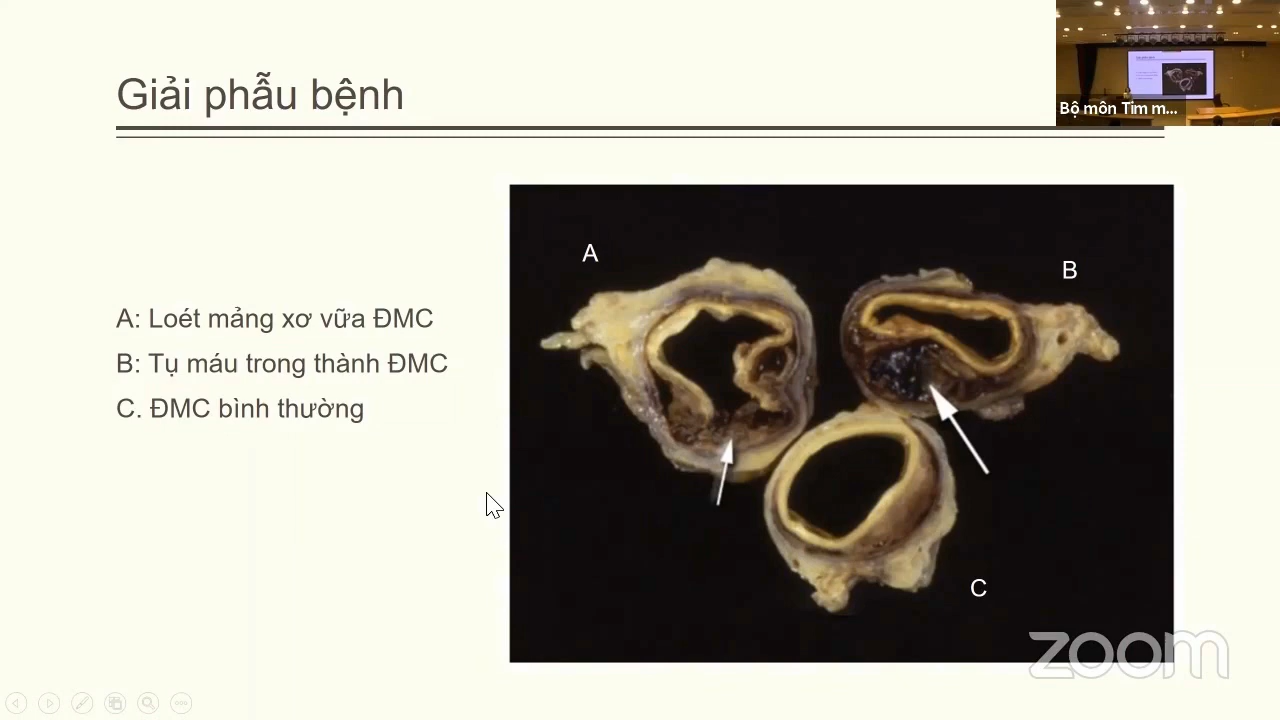 Giải phẫu bệnh
Bộ môn Tim m...
A: Loét mảng xơ vữa ĐMC
B: Tụ máu trong thành ĐMC
C. ĐMC bình thường
A
B
C
zoom